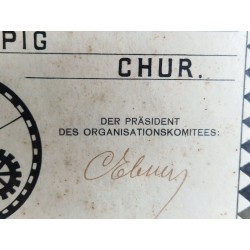 PIG
CHUR.
DER PRÄSIDENT
DES ORGANISATIONSKOMITEES: